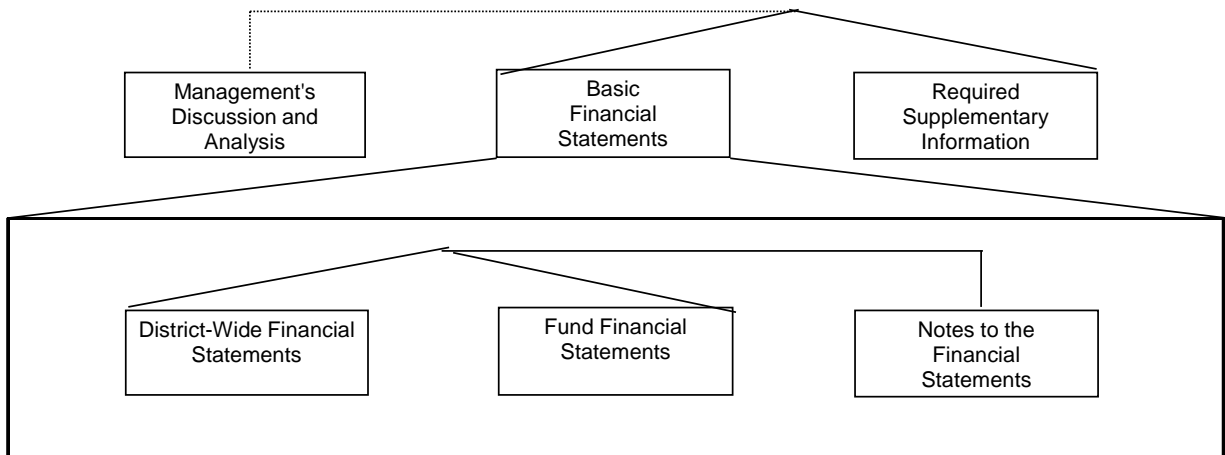 Management's
Discussion and
Analysis
Basic
Financial
Statements
Required
Supplementary
Information
District-Wide Financial
Statements
Fund Financial
Statements
Notes to the
Financial
Statements